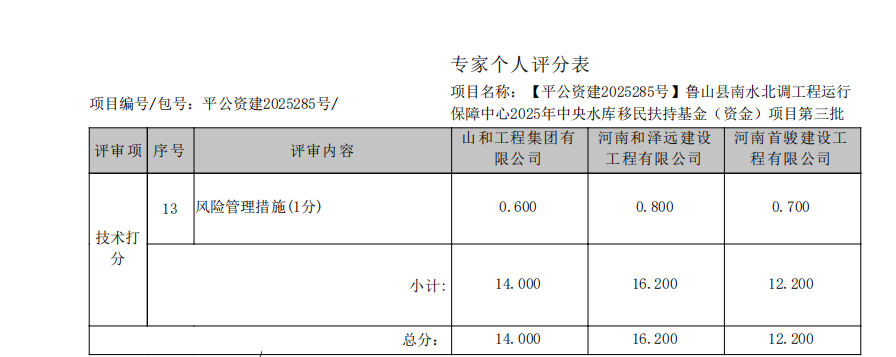 专家个人评分表
项目编号/包号：平公资建2025285号/
项目名称：【平公资建2025285号】鲁山县南水北调工程运行
保障中心2025年中央水库移民扶持基金（资金）项目第三批
评审项 序号 评审内容 山和工程集团有限公司 河南和泽远建设工程有限公司 河南首骏建设工程有限公司
技术打分 13 风险管理措施(1分) 0.600 0.800 0.700
小计: 14.000 16.200 12.200
总分： 14.000 16.200 12.200